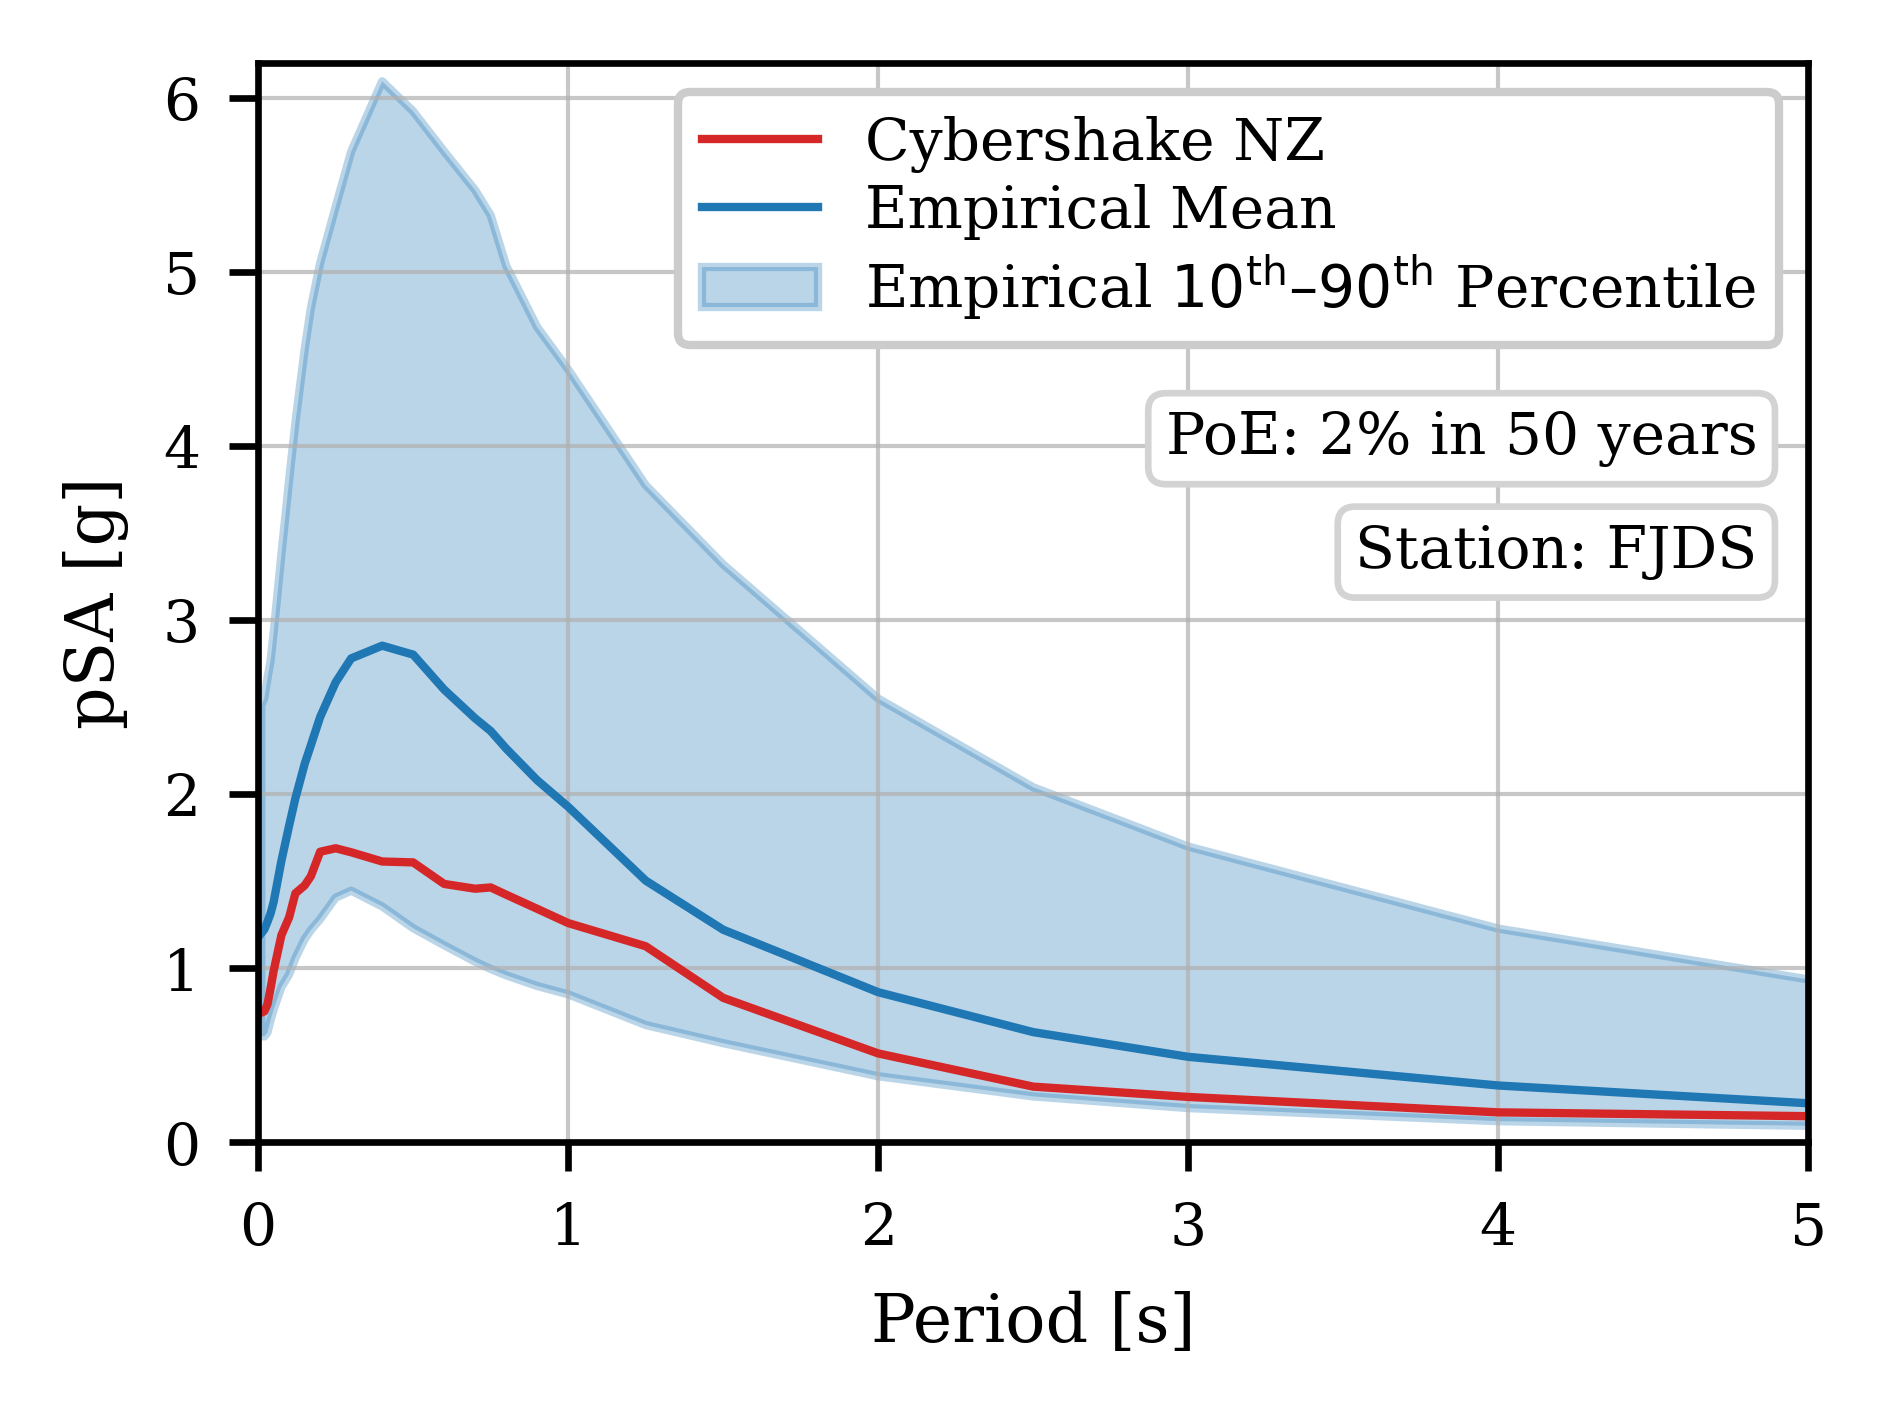 Cybershake NZ
Empirical Mean
Empirical 10th–90th Percentile
PoE: 2% in 50 years
Station: FJDS
pSA [g]
6
5
4
3
2
1
0
0 1 2 3 4 5
Period [s]